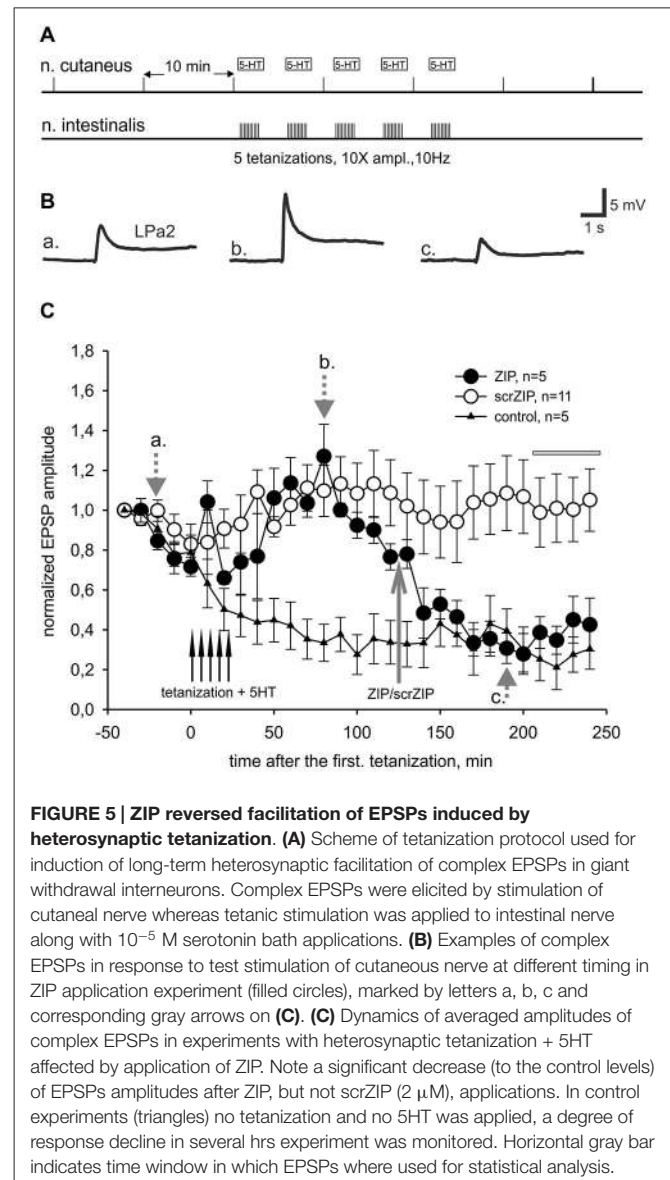 A
n. cutaneus
10 min
5-HT 5-HT 5-HT 5-HT 5-HT
n. intestinalis
5 tetanizations, 10X ampl.,10Hz
B
a.
LPa2
b.
c.
5 mV
1 s
C
1,8
1,6
1,4
1,2
1,0
0,8
0,6
0,4
0,2
0,0
normalized EPSP amplitude
a.
b.
c.
ZIP, n=5
scrZIP, n=11
control, n=5
tetanization + 5HT
ZIP/scrZIP
-50 0 50 100 150 200 250
time after the first. tetanization, min
FIGURE 5 | ZIP reversed facilitation of EPSPs induced by
heterosynaptic tetanization. (A) Scheme of tetanization protocol used for
induction of long-term heterosynaptic facilitation of complex EPSPs in giant
withdrawal interneurons. Complex EPSPs were elicited by stimulation of
cutaneal nerve whereas tetanic stimulation was applied to intestinal nerve
along with 10⁻⁵ M serotonin bath applications. (B) Examples of complex
EPSPs in response to test stimulation of cutaneous nerve at different timing in
ZIP application experiment (filled circles), marked by letters a, b, c and
corresponding gray arrows on (C). (C) Dynamics of averaged amplitudes of
complex EPSPs in experiments with heterosynaptic tetanization + 5HT
affected by application of ZIP. Note a significant decrease (to the control levels)
of EPSPs amplitudes after ZIP, but not scrZIP (2 μM), applications. In control
experiments (triangles) no tetanization and no 5HT was applied, a degree of
response decline in several hrs experiment was monitored. Horizontal gray bar
indicates time window in which EPSPs where used for statistical analysis.